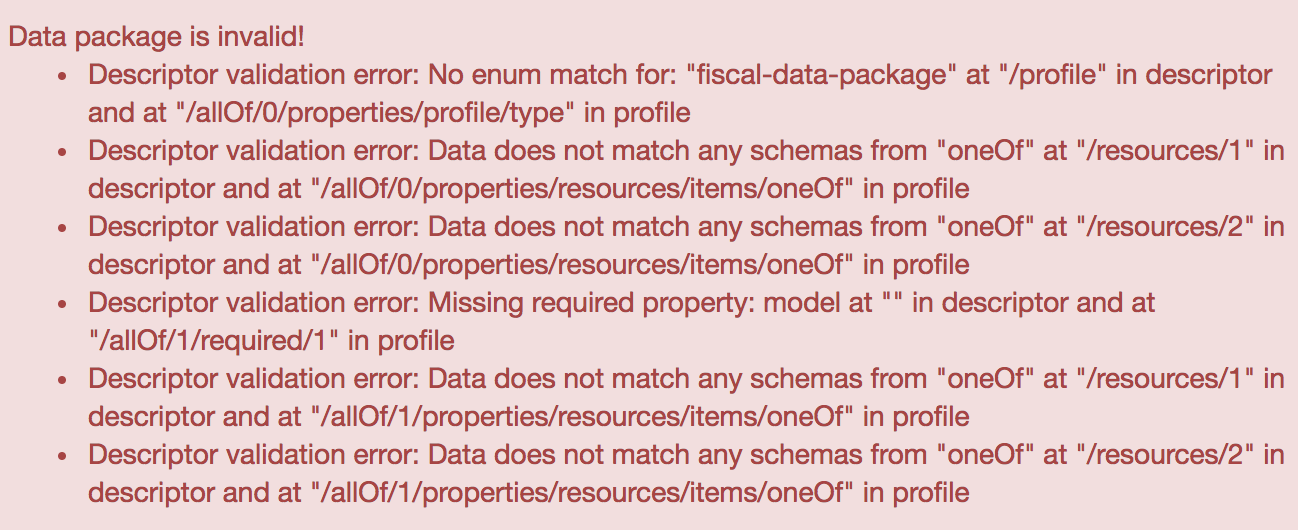 Data package is invalid!
• Descriptor validation error: No enum match for: "fiscal-data-package" at "/profile" in descriptor
and at "/allOf/0/properties/profile/type" in profile
• Descriptor validation error: Data does not match any schemas from "oneOf" at "/resources/1" in
descriptor and at "/allOf/0/properties/resources/items/oneOf" in profile
• Descriptor validation error: Data does not match any schemas from "oneOf" at "/resources/2" in
descriptor and at "/allOf/0/properties/resources/items/oneOf" in profile
• Descriptor validation error: Missing required property: model at "" in descriptor and at
"/allOf/1/required/1" in profile
• Descriptor validation error: Data does not match any schemas from "oneOf" at "/resources/1" in
descriptor and at "/allOf/1/properties/resources/items/oneOf" in profile
• Descriptor validation error: Data does not match any schemas from "oneOf" at "/resources/2" in
descriptor and at "/allOf/1/properties/resources/items/oneOf" in profile